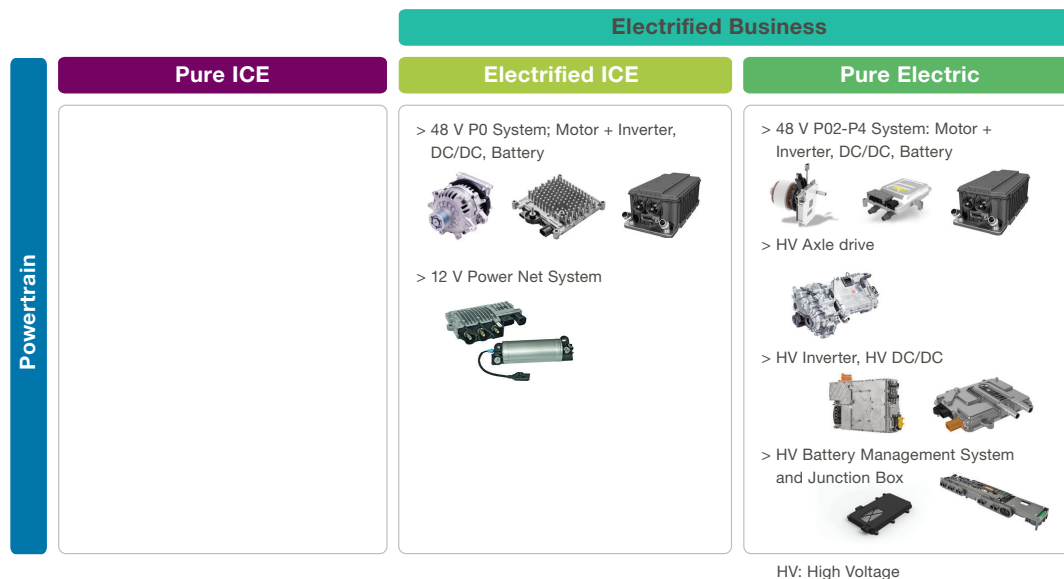 Electrified Business
Pure ICE
Electrified ICE
Pure Electric
Powertrain
> 48 V P0 System; Motor + Inverter,
DC/DC, Battery
> 12 V Power Net System
> 48 V P02-P4 System: Motor +
Inverter, DC/DC, Battery
> HV Axle drive
> HV Inverter, HV DC/DC
> HV Battery Management System
and Junction Box
HV: High Voltage